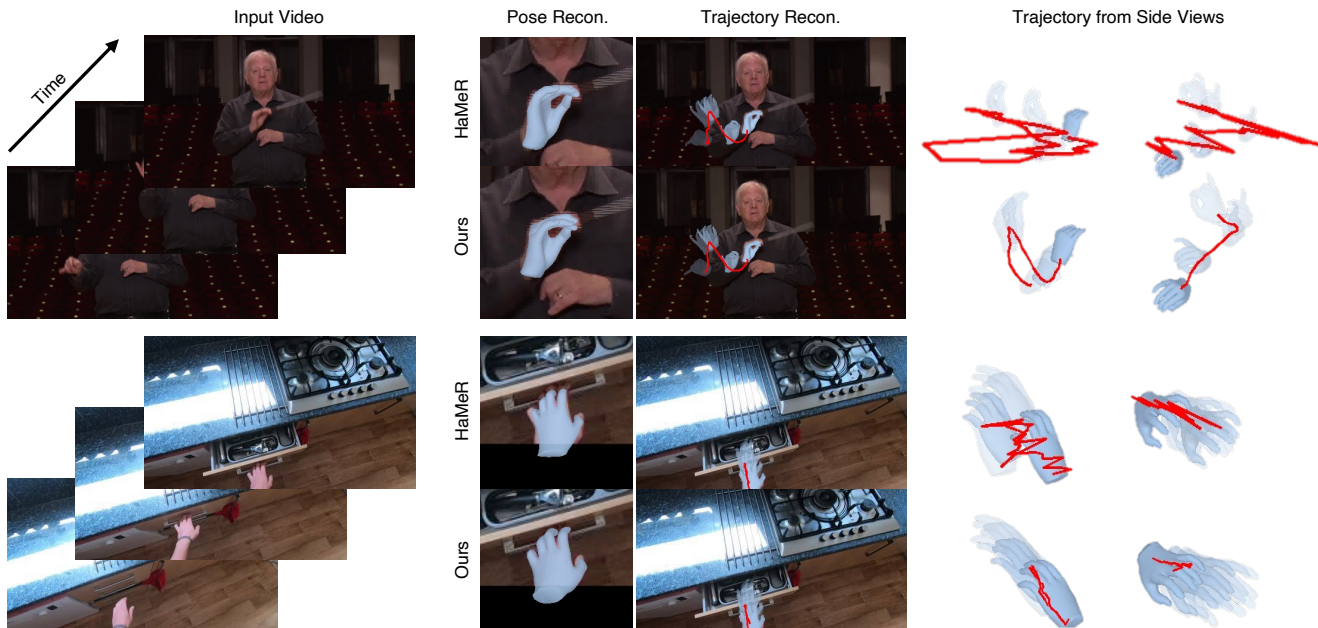 Input Video
Pose Recon.
Trajectory Recon.
Trajectory from Side Views
Time
HaMeR
Ours
HaMeR
Ours